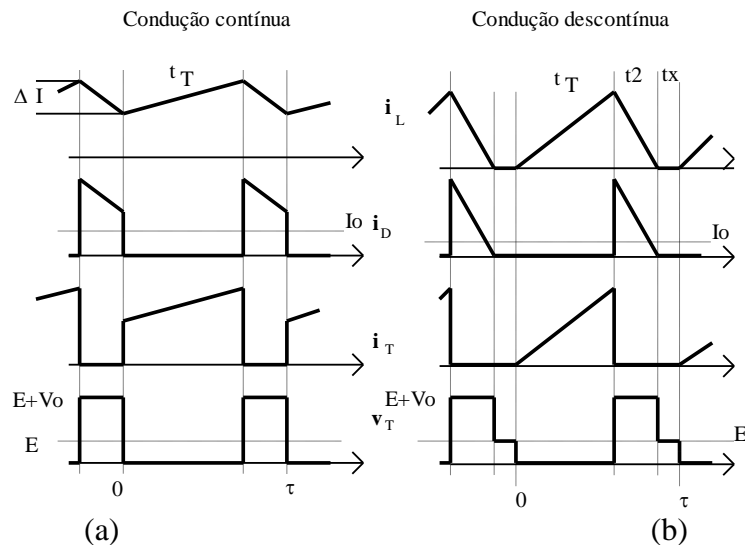 Condução contínua
Condução descontínua
t T
Δ I
Io
E+Vo
E
0
τ
i L
i D
i T
v T
t T
t2
tx
Io
E+Vo
E
0
τ
(a)
(b)